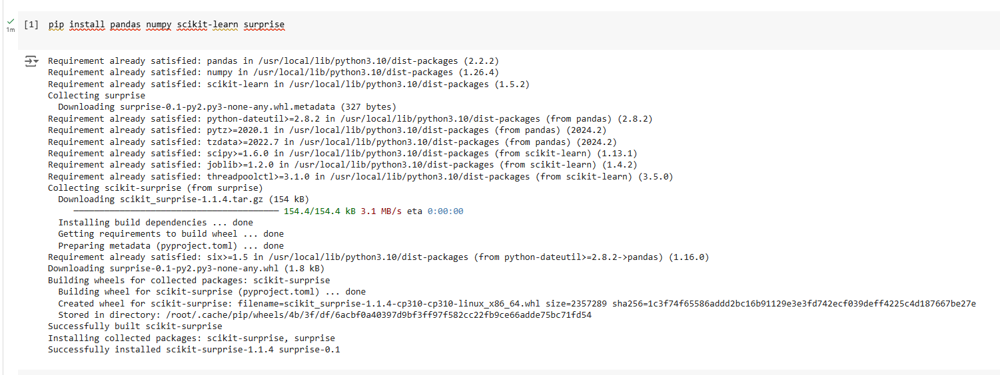 [1] pip install pandas numpy scikit-learn surprise
1m
Requirement already satisfied: pandas in /usr/local/lib/python3.10/dist-packages (2.2.2)
Requirement already satisfied: numpy in /usr/local/lib/python3.10/dist-packages (1.26.4)
Requirement already satisfied: scikit-learn in /usr/local/lib/python3.10/dist-packages (1.5.2)
Collecting surprise
  Downloading surprise-0.1-py2.py3-none-any.whl.metadata (327 bytes)
Requirement already satisfied: python-dateutil>=2.8.2 in /usr/local/lib/python3.10/dist-packages (from pandas) (2.8.2)
Requirement already satisfied: pytz>=2020.1 in /usr/local/lib/python3.10/dist-packages (from pandas) (2024.2)
Requirement already satisfied: tzdata>=2022.7 in /usr/local/lib/python3.10/dist-packages (from pandas) (2024.2)
Requirement already satisfied: scipy>=1.6.0 in /usr/local/lib/python3.10/dist-packages (from scikit-learn) (1.13.1)
Requirement already satisfied: joblib>=1.2.0 in /usr/local/lib/python3.10/dist-packages (from scikit-learn) (1.4.2)
Requirement already satisfied: threadpoolctl>=3.1.0 in /usr/local/lib/python3.10/dist-packages (from scikit-learn) (3.5.0)
Collecting scikit-surprise (from surprise)
  Downloading scikit_surprise-1.1.4.tar.gz (154 kB)
154.4/154.4 kB 3.1 MB/s eta 0:00:00
  Installing build dependencies ... done
  Getting requirements to build wheel ... done
  Preparing metadata (pyproject.toml) ... done
Requirement already satisfied: six>=1.5 in /usr/local/lib/python3.10/dist-packages (from python-dateutil>=2.8.2->pandas) (1.16.0)
Downloading surprise-0.1-py2.py3-none-any.whl (1.8 kB)
Building wheels for collected packages: scikit-surprise
  Building wheel for scikit-surprise (pyproject.toml) ... done
  Created wheel for scikit-surprise: filename=scikit_surprise-1.1.4-cp310-cp310-linux_x86_64.whl size=2357289 sha256=1c3f74f65586addd2bc16b91129e3e3fd742ecf039deff4225c4d187667be27e
  Stored in directory: /root/.cache/pip/wheels/4b/3f/df/6acbf0a40397d9bf3ff97f582cc22fb9ce66adde75bc71fd54
Successfully built scikit-surprise
Installing collected packages: scikit-surprise, surprise
Successfully installed scikit-surprise-1.1.4 surprise-0.1